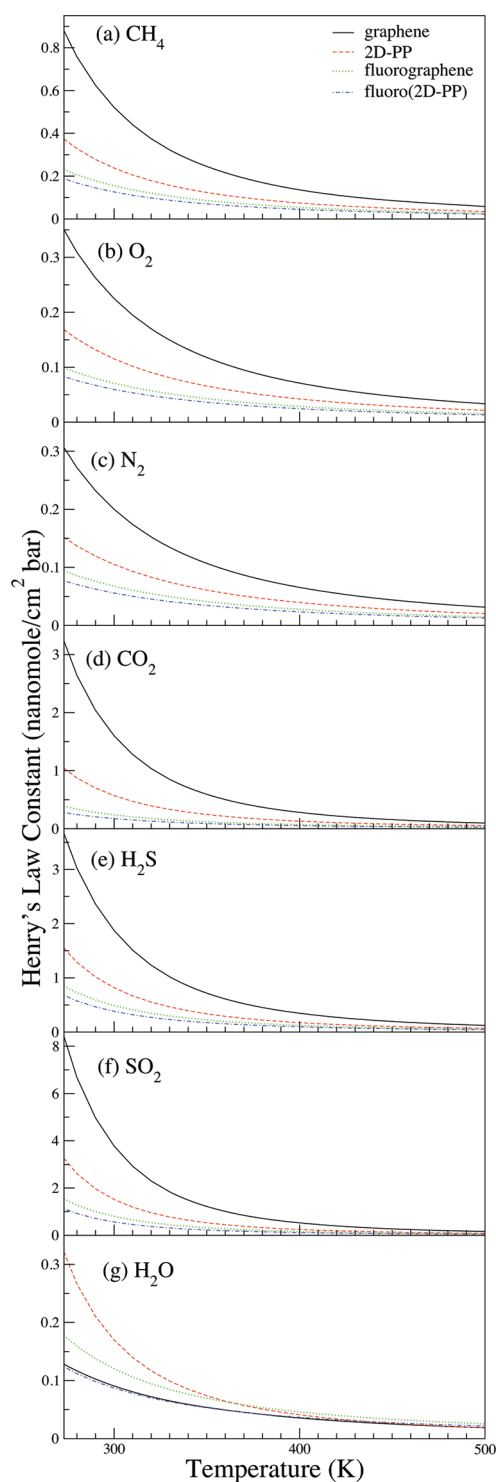 (a) CH4
graphene
2D-PP
fluorographene
fluoro(2D-PP)
0.8
0.6
0.4
0.2
0
(b) O2
0.3
0.2
0.1
0
(c) N2
0.3
0.2
0.1
0
(d) CO2
3
2
1
0
(e) H2S
3
2
1
0
(f) SO2
8
6
4
2
0
(g) H2O
0.3
0.2
0.1
0
Henry's Law Constant (nanomole/cm2 bar)
300 400 500
Temperature (K)